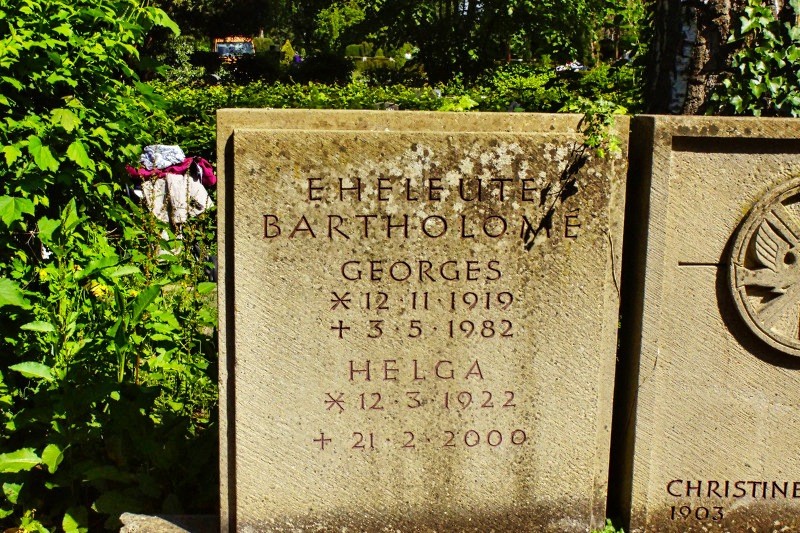 EHELEUTE
BARTHOLOMÉ
GEORGES
* 12 · 11 · 1919
+ 3 · 5 · 1982
HELGA
* 12 · 3 · 1922
+ 21 · 2 · 2000
CHRISTINE
1903